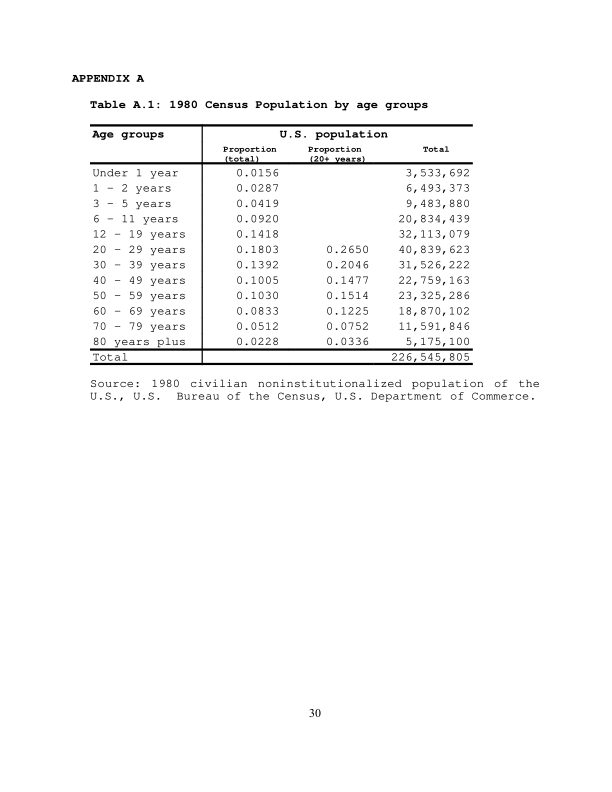 APPENDIX A
Table A.1: 1980 Census Population by age groups
Age groups U.S. population
Proportion (total) Proportion (20+ years) Total
Under 1 year 0.0156 3,533,692
1 – 2 years 0.0287 6,493,373
3 – 5 years 0.0419 9,483,880
6 – 11 years 0.0920 20,834,439
12 – 19 years 0.1418 32,113,079
20 – 29 years 0.1803 0.2650 40,839,623
30 – 39 years 0.1392 0.2046 31,526,222
40 – 49 years 0.1005 0.1477 22,759,163
50 – 59 years 0.1030 0.1514 23,325,286
60 – 69 years 0.0833 0.1225 18,870,102
70 – 79 years 0.0512 0.0752 11,591,846
80 years plus 0.0228 0.0336 5,175,100
Total 226,545,805
Source: 1980 civilian noninstitutionalized population of the
U.S., U.S. Bureau of the Census, U.S. Department of Commerce.
30